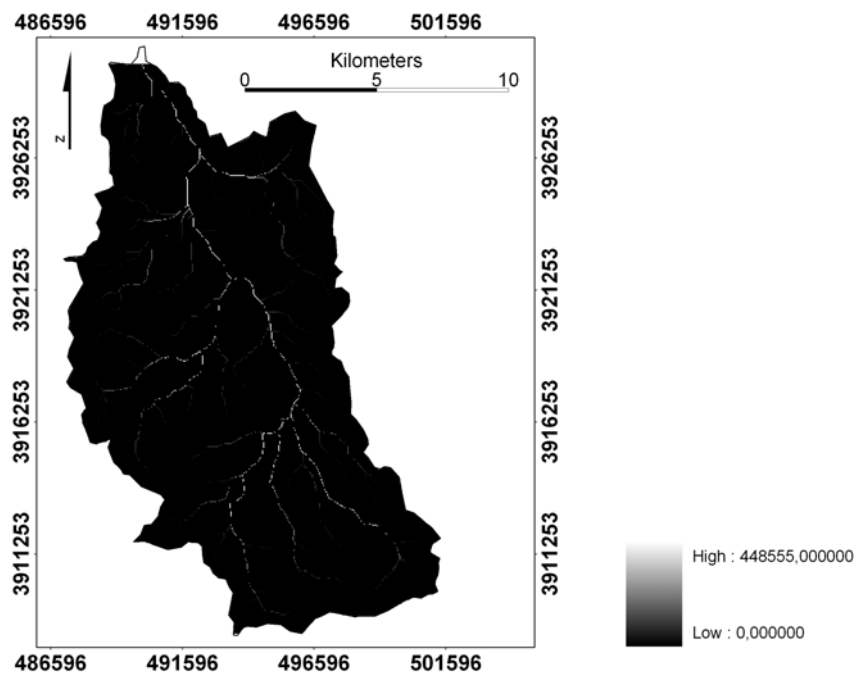 486596 491596 496596 501596
Kilometers
0 5 10
z
3926253 3926253
3921253 3921253
3916253 3916253
3911253 3911253
High : 448555,000000
Low : 0,000000
486596 491596 496596 501596